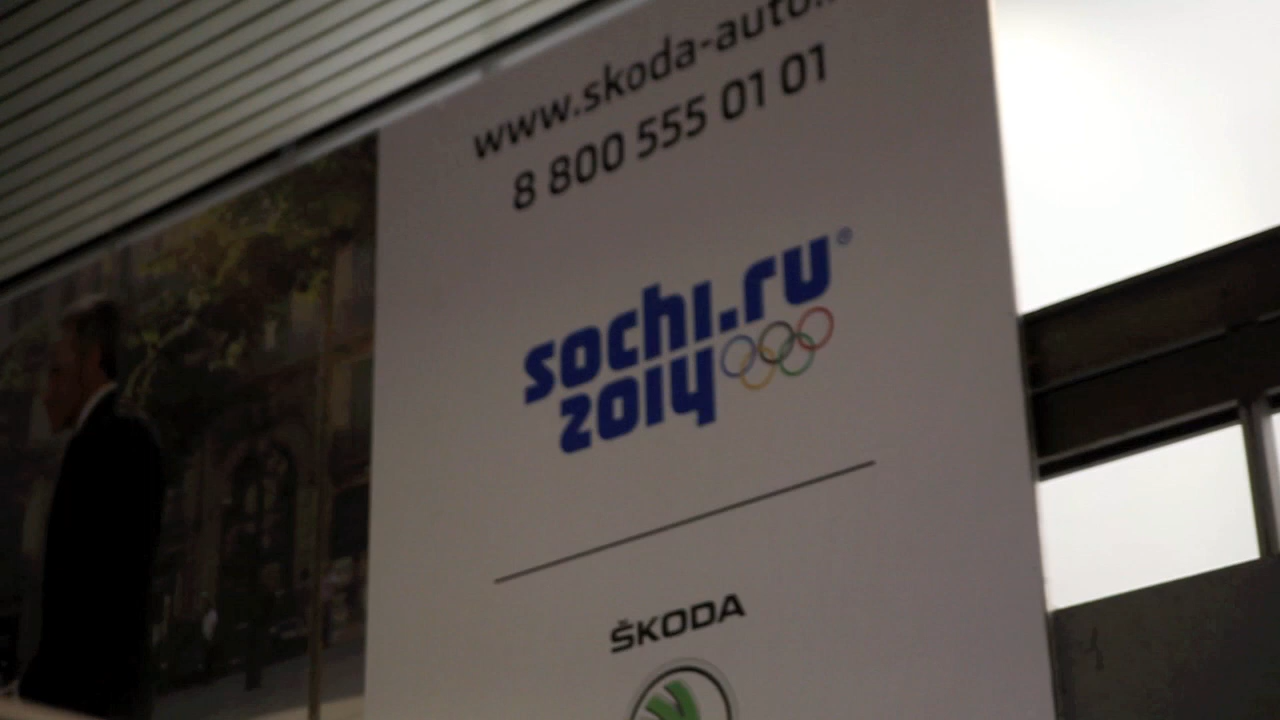 www.skoda-auto.
8 800 555 01 01
sochi.ru ®
2014
ŠKODA